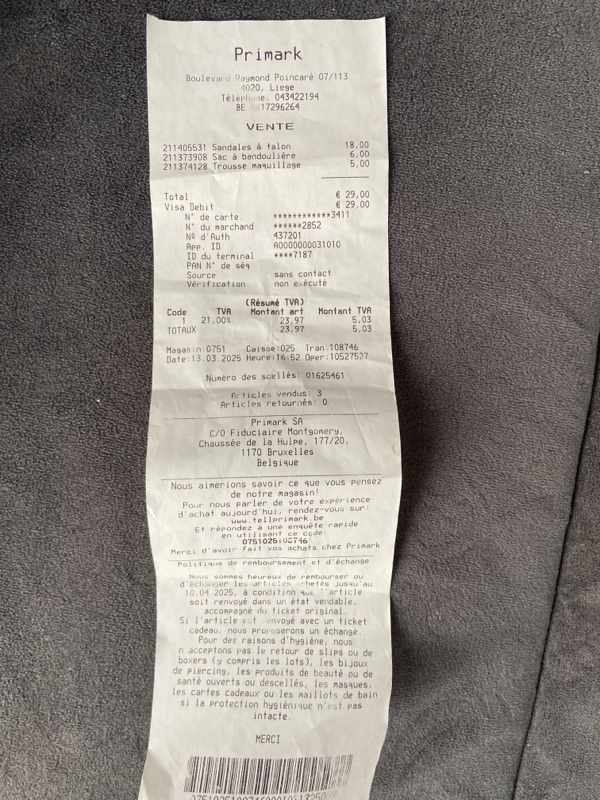 Primark
Boulevard Raymond Poincaré 07/113
4020, Liege
Téléphone: 043422194
BE 0817296264
VENTE
211405531 Sandales à talon 18,00
211373908 Sac à bandoulière 6,00
211374128 Trousse maquillage 5,00
Total € 29,00
Visa Debit € 29,00
N° de carte. ************3411
N° du marchand ******2852
Nº d'Auth 437201
App. ID A0000000031010
ID du terminal ****7187
PAN N° de séq
Source sans contact
Vérification non exécuté
(Résumé TVA)
Code TVA Montant art Montant TVA
1 21,00% 23,97 5,03
TOTAUX 23,97 5,03
Magasin:0751 Caisse:025 Tran:108746
Date:13.03.2025 Heure:16:52 Oper:10527527
Numéro des scellés: 01625461
Articles vendus: 3
Articles retournés: 0
Primark SA
C/O Fiduciaire Montgomery,
Chaussée de la Hulpe, 177/20,
1170 Bruxelles
Belgique
Nous aimerions savoir ce que vous pensez
de notre magasin!
Pour nous parler de votre expérience
d'achat aujourd'hui, rendez-vous sur:
www.tellprimark.be
Et répondez à une enquête rapide
en utilisant ce code
Merci d'avoir fait vos achats chez Primark
Politique de remboursement et d'échange
Nous sommes heureux de rembourser ou
d'échanger les articles achetés jusqu'au
10.04.2025, à condition que l'article
soit renvoyé dans un état vendable,
accompagné du ticket original.
Si l'article est renvoyé avec un ticket
cadeau, nous proposerons un échange.
Pour des raisons d'hygiène, nous
n'acceptons pas le retour de slips ou de
boxers (y compris les lots), les bijoux
de piercing, les produits de beauté ou de
santé ouverts ou descellés, les masques,
les cartes cadeaux ou les maillots de bain
si la protection hygiénique n'est pas
intacte.
MERCI